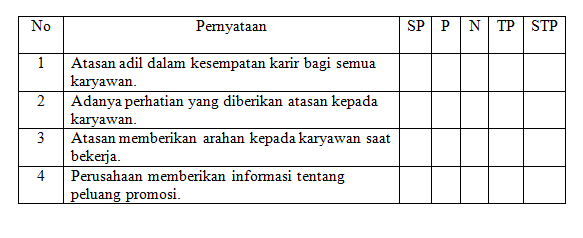 No Pernyataan SP P N TP STP
1 Atasan adil dalam kesempatan karir bagi semua
karyawan.
2 Adanya perhatian yang diberikan atasan kepada
karyawan.
3 Atasan memberikan arahan kepada karyawan saat
bekerja.
4 Perusahaan memberikan informasi tentang
peluang promosi.